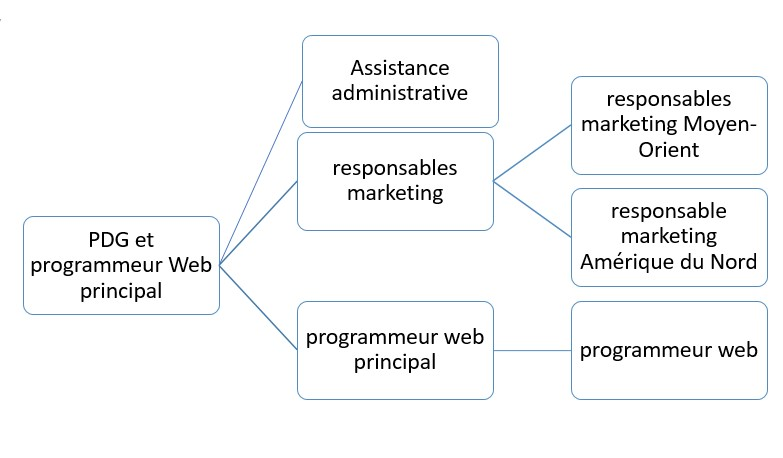 Assistance
administrative
responsables
marketing
responsables
marketing Moyen-
Orient
responsable
marketing
Amérique du Nord
PDG et
programmeur Web
principal
programmeur web
principal
programmeur web